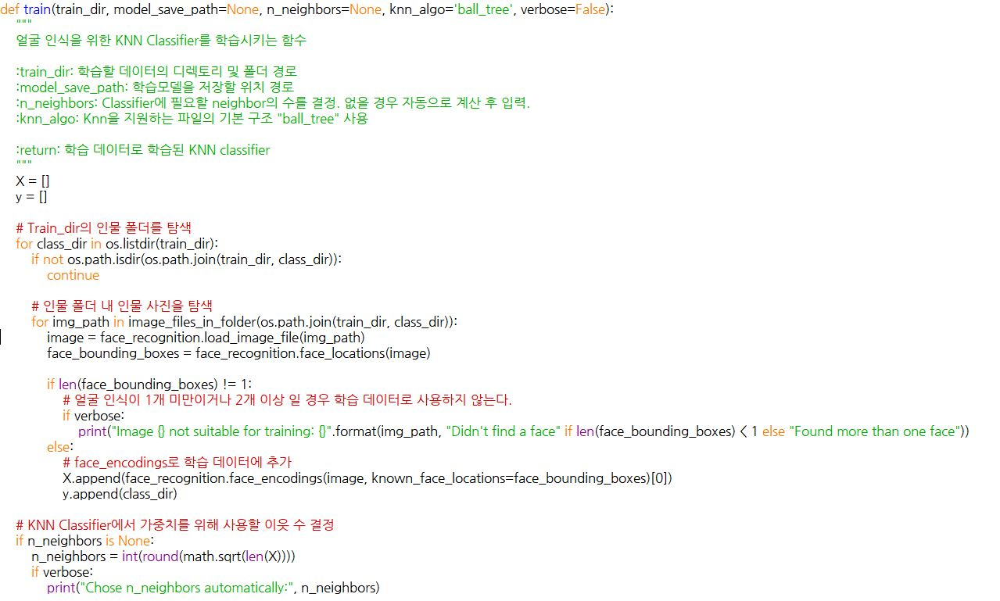 def train(train_dir, model_save_path=None, n_neighbors=None, knn_algo='ball_tree', verbose=False):
    """
    얼굴 인식을 위한 KNN Classifier를 학습시키는 함수

    :train_dir: 학습할 데이터의 디렉토리 및 폴더 경로
    :model_save_path: 학습모델을 저장할 위치 경로
    :n_neighbors: Classifier에 필요할 neighbor의 수를 결정. 없을 경우 자동으로 계산 후 입력.
    :knn_algo: Knn을 지원하는 파일의 기본 구조 "ball_tree" 사용

    :return: 학습 데이터로 학습된 KNN classifier
    """
    X = []
    y = []

    # Train_dir의 인물 폴더를 탐색
    for class_dir in os.listdir(train_dir):
        if not os.path.isdir(os.path.join(train_dir, class_dir)):
            continue

        # 인물 폴더 내 인물 사진을 탐색
        for img_path in image_files_in_folder(os.path.join(train_dir, class_dir)):
            image = face_recognition.load_image_file(img_path)
            face_bounding_boxes = face_recognition.face_locations(image)

            if len(face_bounding_boxes) != 1:
                # 얼굴 인식이 1개 미만이거나 2개 이상 일 경우 학습 데이터로 사용하지 않는다.
                if verbose:
                    print("Image {} not suitable for training: {}".format(img_path, "Didn't find a face" if len(face_bounding_boxes) < 1 else "Found more than one face"))
            else:
                # face_encodings로 학습 데이터에 추가
                X.append(face_recognition.face_encodings(image, known_face_locations=face_bounding_boxes)[0])
                y.append(class_dir)

    # KNN Classifier에서 가중치를 위해 사용할 이웃 수 결정
    if n_neighbors is None:
        n_neighbors = int(round(math.sqrt(len(X))))
        if verbose:
            print("Chose n_neighbors automatically:", n_neighbors)